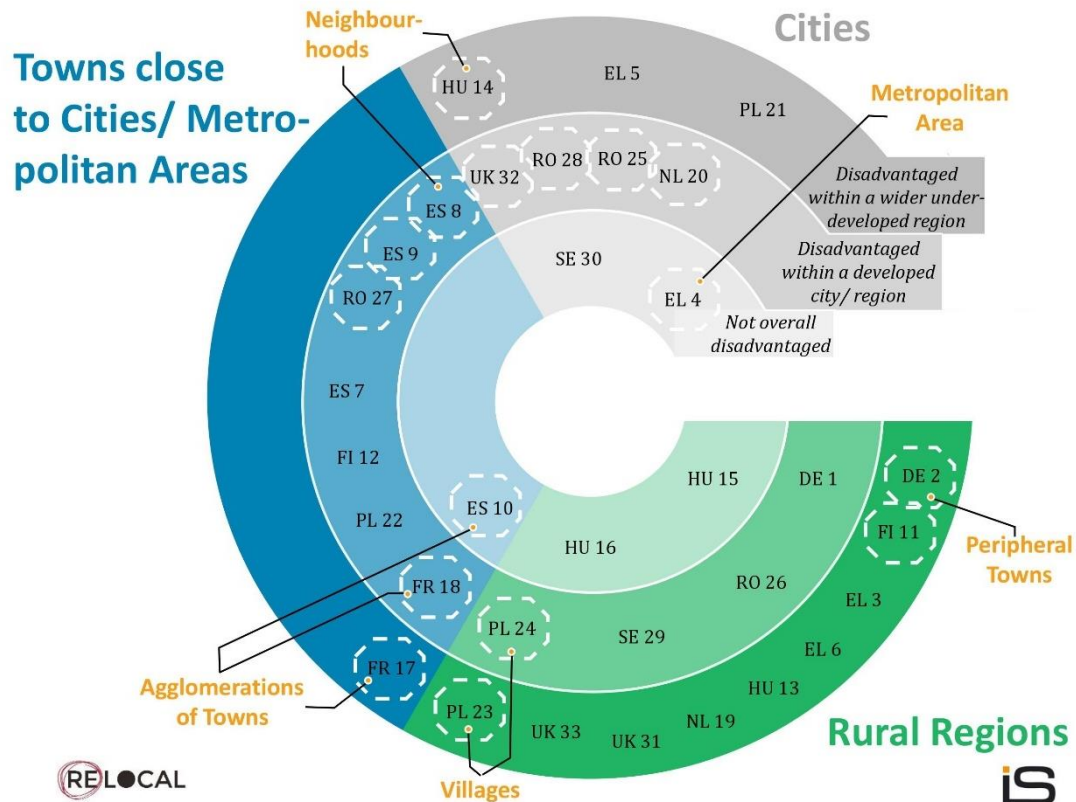 Cities
Neighbour-
hoods
Towns close
to Cities/ Metro-
politan Areas
HU 14
EL 5
PL 21
Metropolitan
Area
UK 32
RO 28
RO 25
NL 20
Disadvantaged
within a wider under-
developed region
ES 8
ES 9
RO 27
SE 30
EL 4
Disadvantaged
within a developed
city/ region
Not overall
disadvantaged
ES 7
FI 12
PL 22
ES 10
FR 18
FR 17
HU 15
HU 16
DE 1
DE 2
FI 11
Peripheral
Towns
RO 26
EL 3
PL 24
SE 29
EL 6
HU 13
NL 19
PL 23
UK 33
UK 31
Agglomerations
of Towns
Villages
Rural Regions
RELOCAL
iS